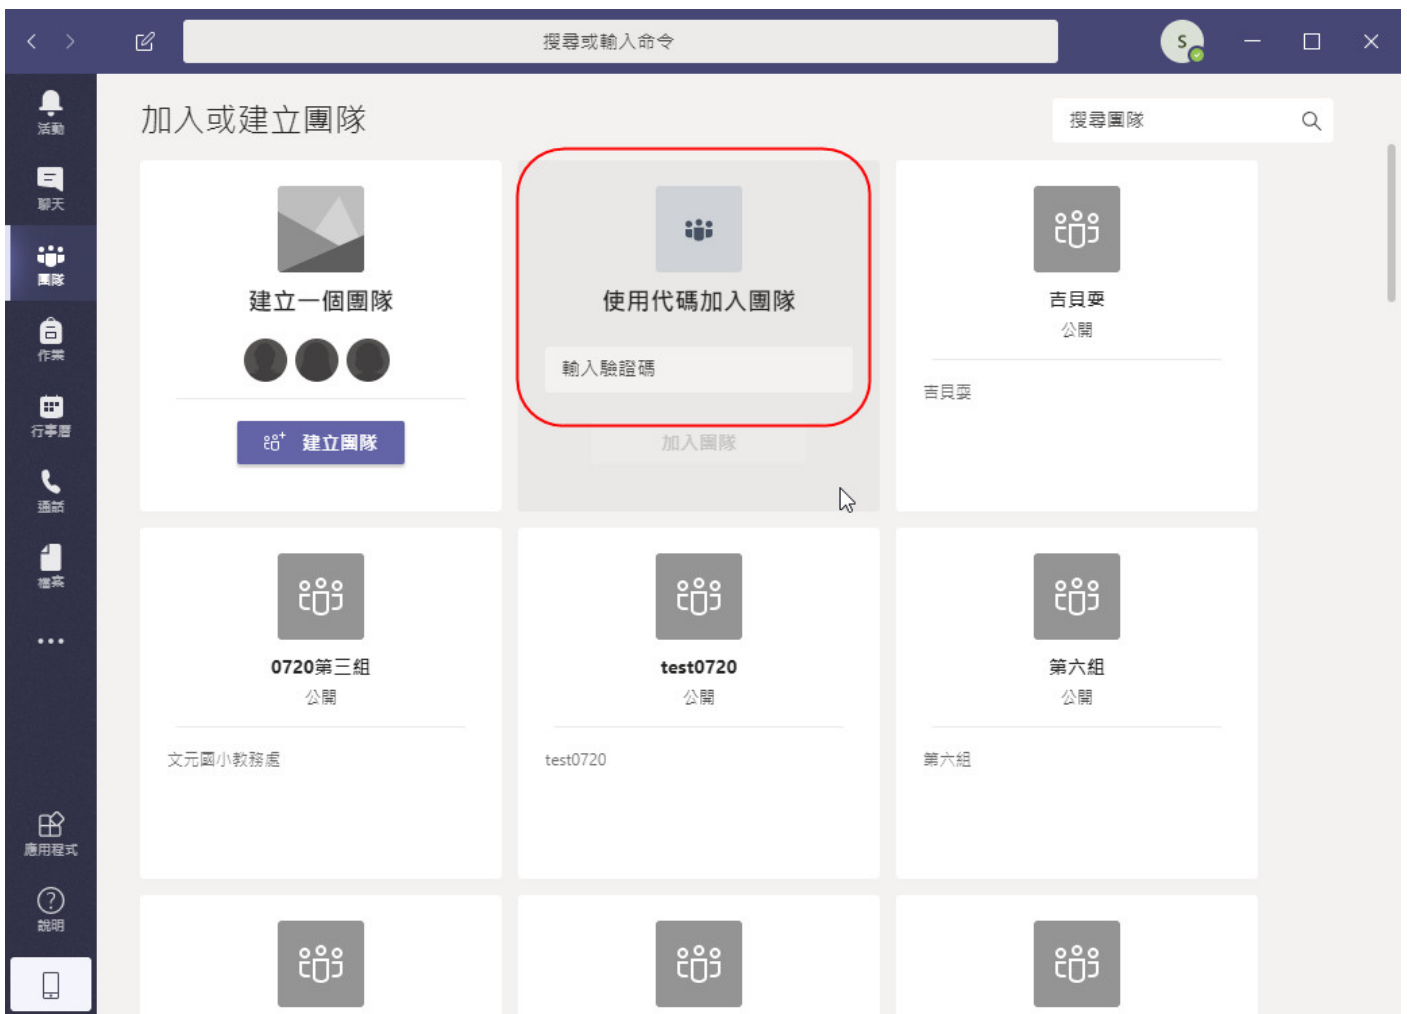 搜尋或輸入命令
S
活動
聊天
團隊
作業
行事曆
通話
檔案
應用程式
說明
加入或建立團隊
搜尋團隊
建立一個團隊
建立團隊
使用代碼加入團隊
輸入驗證碼
加入團隊
吉貝耍
公開
吉貝耍
0720第三組
公開
文元國小教務處
test0720
公開
test0720
第六組
公開
第六組